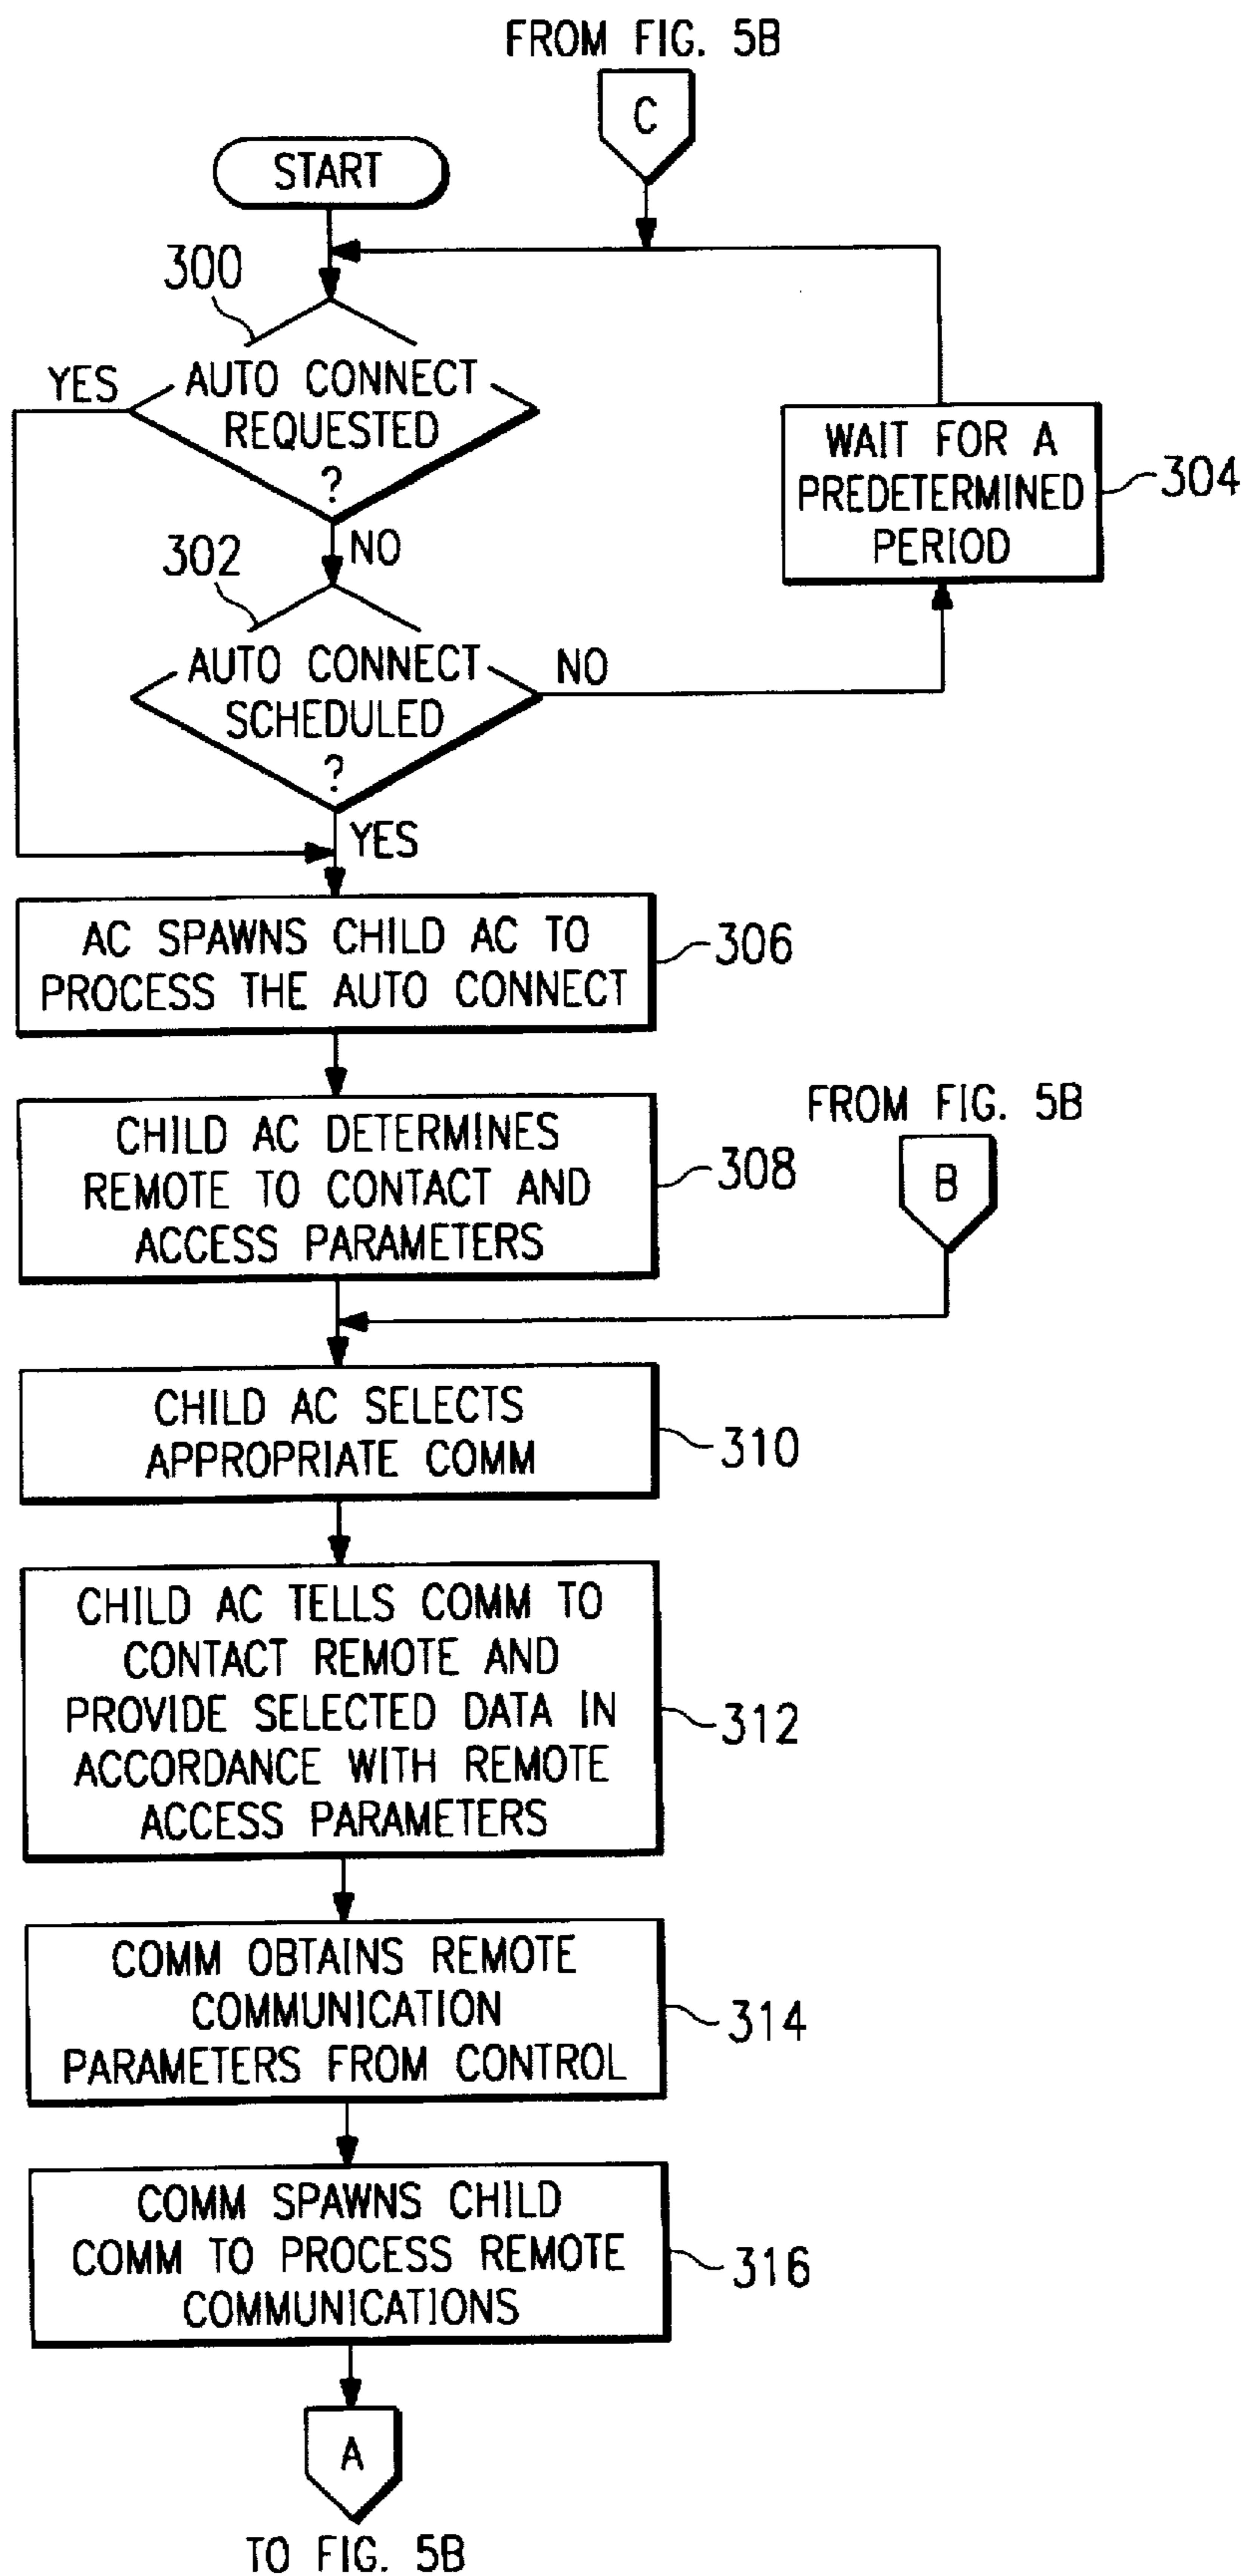 FROM FIG. 5B
C
START
300
YES
AUTO CONNECT
REQUESTED
?
NO
WAIT FOR A
PREDETERMINED
PERIOD
304
302
AUTO CONNECT
SCHEDULED
?
NO
YES
AC SPAWNS CHILD AC TO
PROCESS THE AUTO CONNECT
306
CHILD AC DETERMINES
REMOTE TO CONTACT AND
ACCESS PARAMETERS
308
FROM FIG. 5B
B
CHILD AC SELECTS
APPROPRIATE COMM
310
CHILD AC TELLS COMM TO
CONTACT REMOTE AND
PROVIDE SELECTED DATA IN
ACCORDANCE WITH REMOTE
ACCESS PARAMETERS
312
COMM OBTAINS REMOTE
COMMUNICATION
PARAMETERS FROM CONTROL
314
COMM SPAWNS CHILD
COMM TO PROCESS REMOTE
COMMUNICATIONS
316
A
TO FIG. 5B